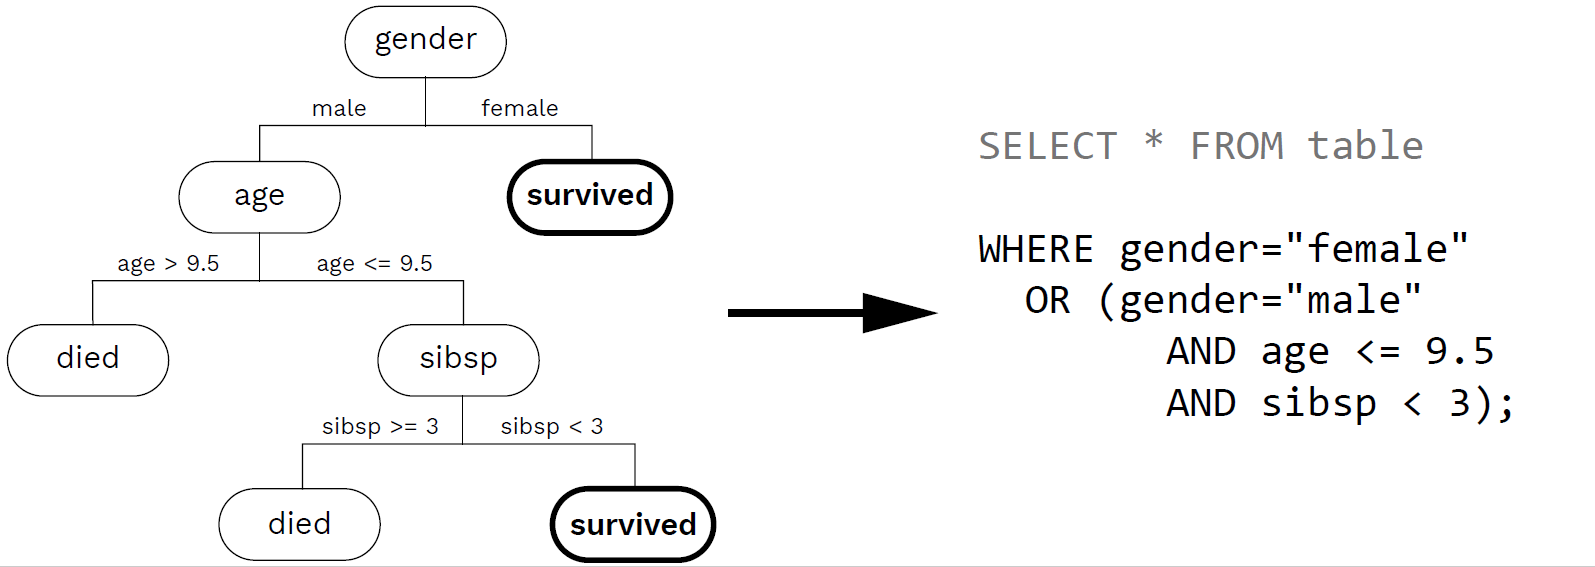 gender
male
female
age
survived
age > 9.5
age <= 9.5
died
sibsp
sibsp >= 3
sibsp < 3
died
survived
SELECT * FROM table
WHERE gender="female"
OR (gender="male"
AND age <= 9.5
AND sibsp < 3);